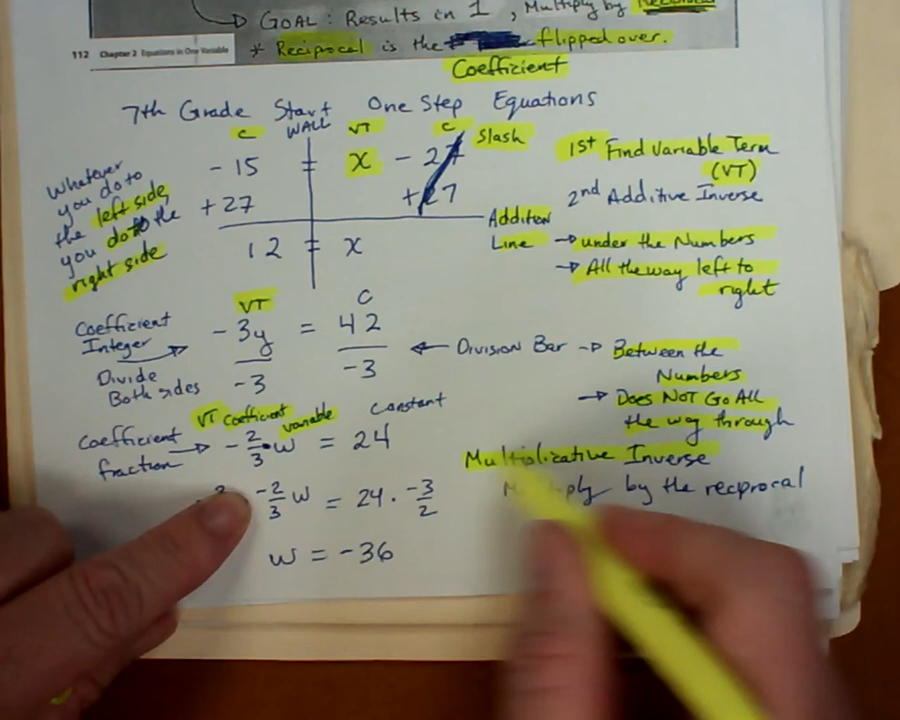 GOAL: Results in 1, Multiply by
112 Chapter 2 Equations in One Variable
* Reciprocal is the flipped over.
Coefficient
7th Grade Start One Step Equations
C WALL VT C Slash
- 15 = x - 27
+27 +27
12 = x
Whatever
you do to
the left side,
you do to the
right side
1st Find Variable Term
(VT)
2nd Additive Inverse
Addition
Line → under the Numbers
→ All the way left to
right
VT C
Coefficient
Integer
- 3y = 42
Divide
Both sides
-3 -3
← Division Bar → Between the
Numbers
→ Does NOT Go All
the way through
VT Coefficient variable Constant
Coefficient
fraction → - 2/3 • w = 24
-2/3 w = 24 . -3/2
w = -36
Multiplicative Inverse
by the reciprocal